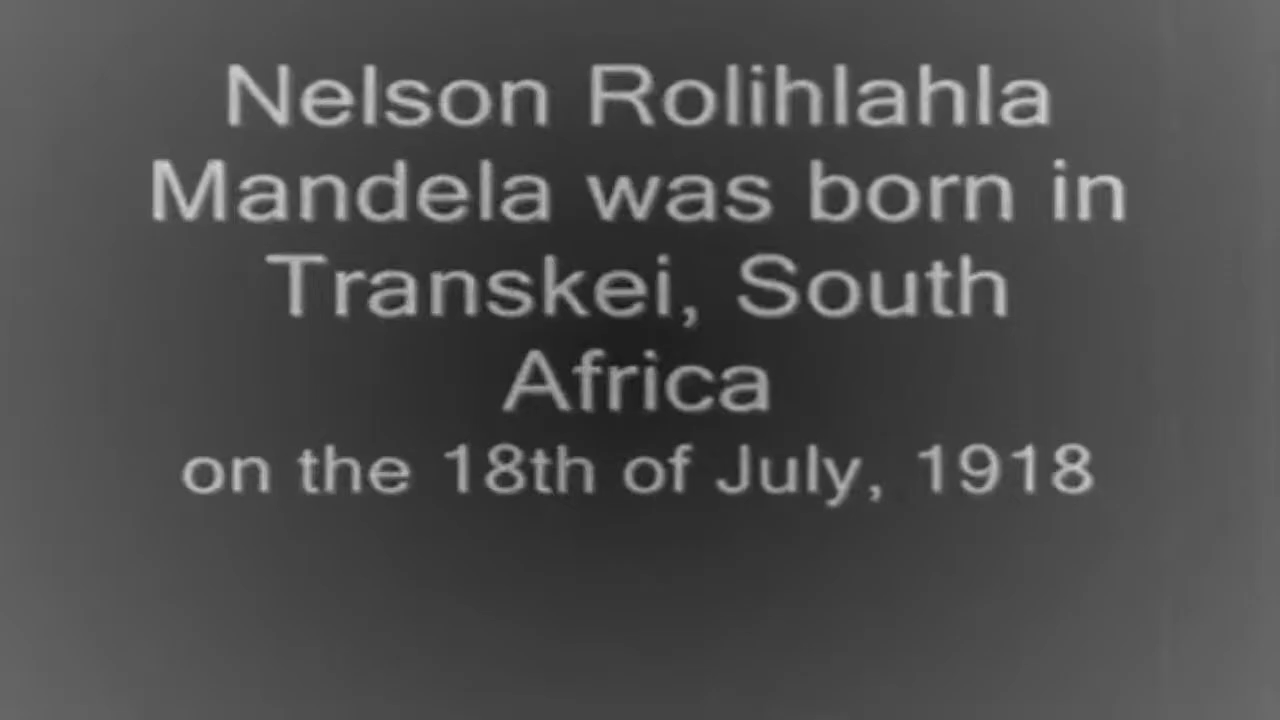 Nelson Rolihlahla
Mandela was born in
Transkei, South
Africa
on the 18th of July, 1918